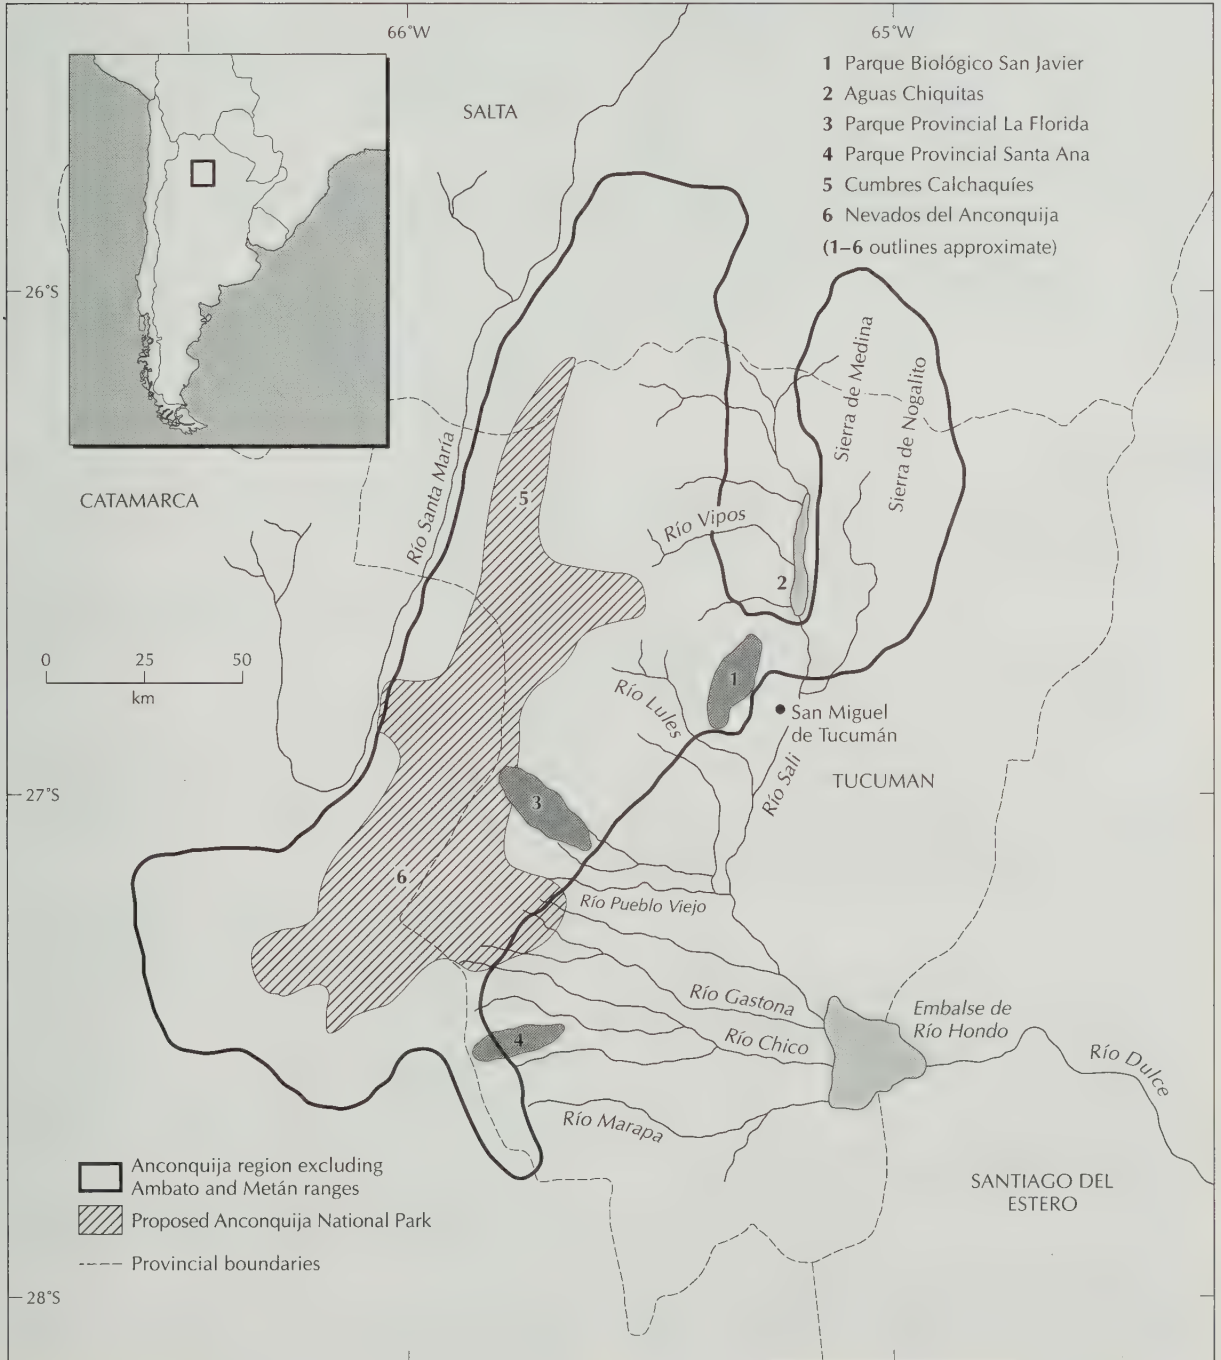 66°W
65°W
1 Parque Biológico San Javier
2 Aguas Chiquitas
3 Parque Provincial La Florida
4 Parque Provincial Santa Ana
5 Cumbres Calchaquíes
6 Nevados del Anconquija
(1–6 outlines approximate)
SALTA
26°S
Sierra de Medina
Sierra de Nogalito
Río Santa María
CATAMARCA
5
Río Vipos
2
0 25 50
km
1
Río Lules
San Miguel
de Tucumán
Río Sali
TUCUMAN
27°S
3
6
Río Pueblo Viejo
Río Gastona
Embalse de
Río Hondo
Río Chico
4
Río Dulce
Río Marapa
Anconquija region excluding
Ambato and Metán ranges
Proposed Anconquija National Park
Provincial boundaries
SANTIAGO DEL
ESTERO
28°S